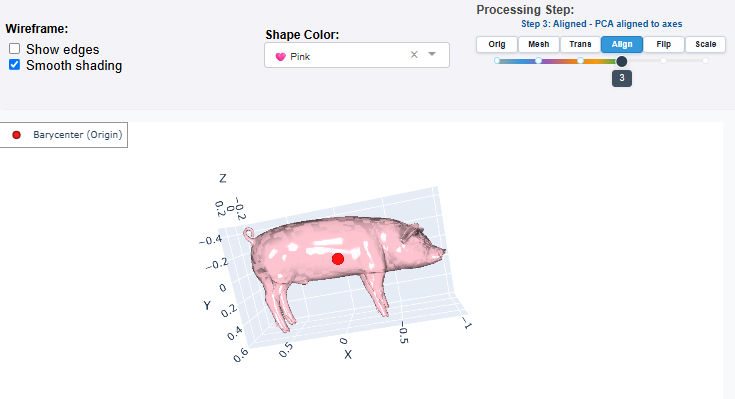 Wireframe:
Show edges
Smooth shading
Shape Color:
Pink
Processing Step:
Step 3: Aligned - PCA aligned to axes
Orig
Mesh
Trans
Align
Flip
Scale
3
Barycenter (Origin)
Z
0.2
0
−0.2
−0.4
−0.2
0
0.2
0.4
0.6
Y
0.5
0
−0.5
−1
X